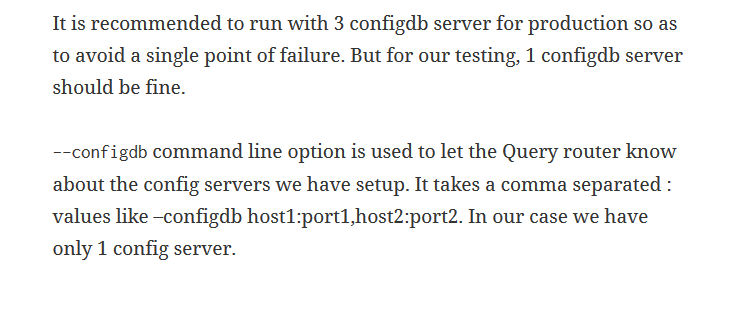 It is recommended to run with 3 configdb server for production so as
to avoid a single point of failure. But for our testing, 1 configdb server
should be fine.
--configdb command line option is used to let the Query router know
about the config servers we have setup. It takes a comma separated :
values like –configdb host1:port1,host2:port2. In our case we have
only 1 config server.